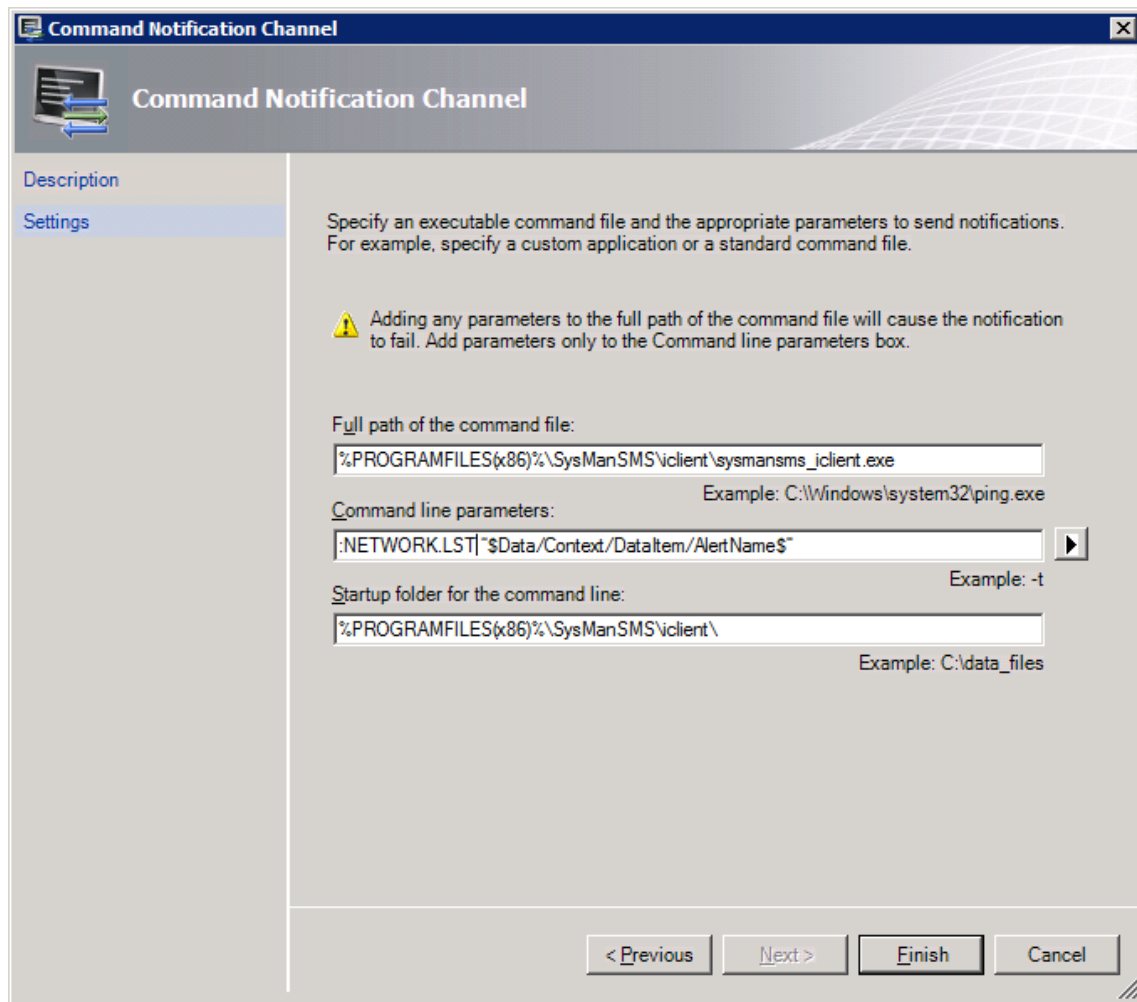 Command Notification Channel
Command Notification Channel
Description
Settings
Specify an executable command file and the appropriate parameters to send notifications.
For example, specify a custom application or a standard command file.
Adding any parameters to the full path of the command file will cause the notification
to fail. Add parameters only to the Command line parameters box.
Full path of the command file:
%PROGRAMFILES(x86)%\SysManSMS\iclient\sysmansms_iclient.exe
Example: C:\Windows\system32\ping.exe
Command line parameters:
:NETWORK.LST "$Data/Context/DataItem/AlertName$"
Example: -t
Startup folder for the command line:
%PROGRAMFILES(x86)%\SysManSMS\iclient\
Example: C:\data_files
< Previous
Next >
Finish
Cancel